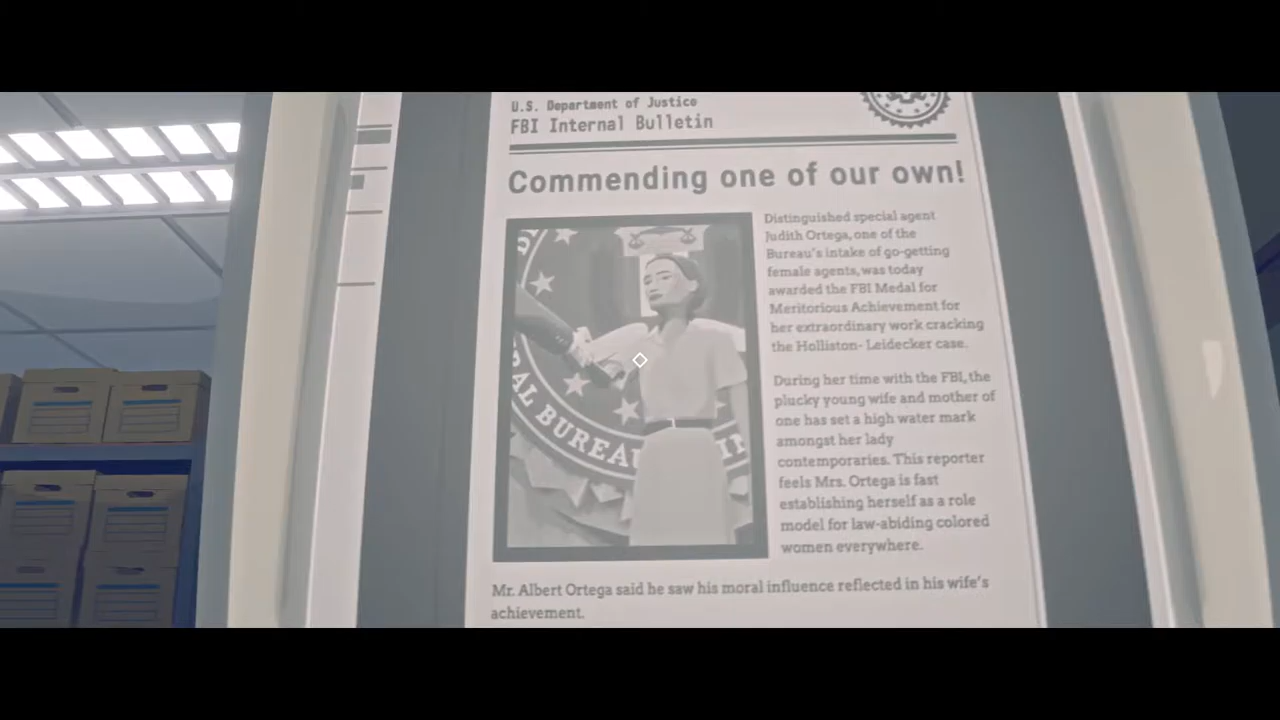 U.S. Department of Justice
FBI Internal Bulletin
Commending one of our own!
Distinguished special agent
Judith Ortega, one of the
Bureau's intake of go-getting
female agents, was today
awarded the FBI Medal for
Meritorious Achievement for
her extraordinary work cracking
the Holliston- Leidecker case.
During her time with the FBI, the
plucky young wife and mother of
one has set a high water mark
amongst her lady
contemporaries. This reporter
feels Mrs. Ortega is fast
establishing herself as a role
model for law-abiding colored
women everywhere.
AL BUREAU
Mr. Albert Ortega said he saw his moral influence reflected in his wife's
achievement.